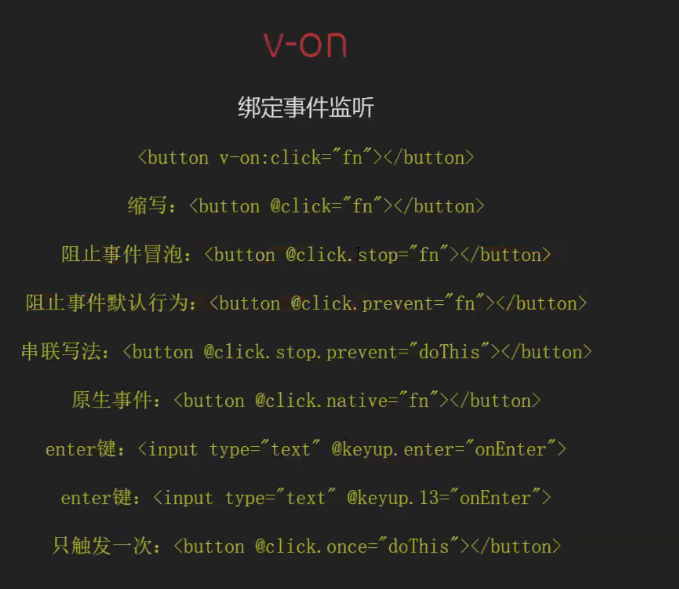 v-on
绑定事件监听
<button v-on:click="fn"></button>
缩写：<button @click="fn"></button>
阻止事件冒泡：<button @click.stop="fn"></button>
阻止事件默认行为：<button @click.prevent="fn"></button>
串联写法：<button @click.stop.prevent="doThis"></button>
原生事件：<button @click.native="fn"></button>
enter键：<input type="text" @keyup.enter="onEnter">
enter键：<input type="text" @keyup.13="onEnter">
只触发一次：<button @click.once="doThis"></button>